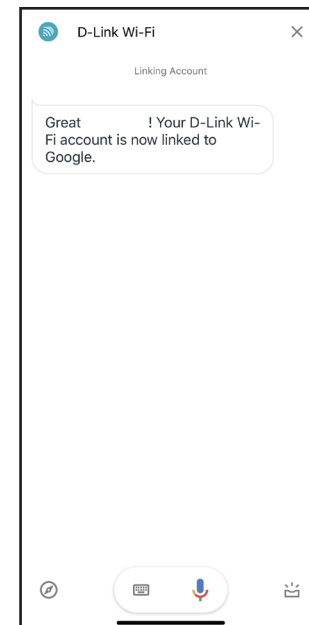 D-Link Wi-Fi
Linking Account
Great ! Your D-Link Wi-
Fi account is now linked to
Google.